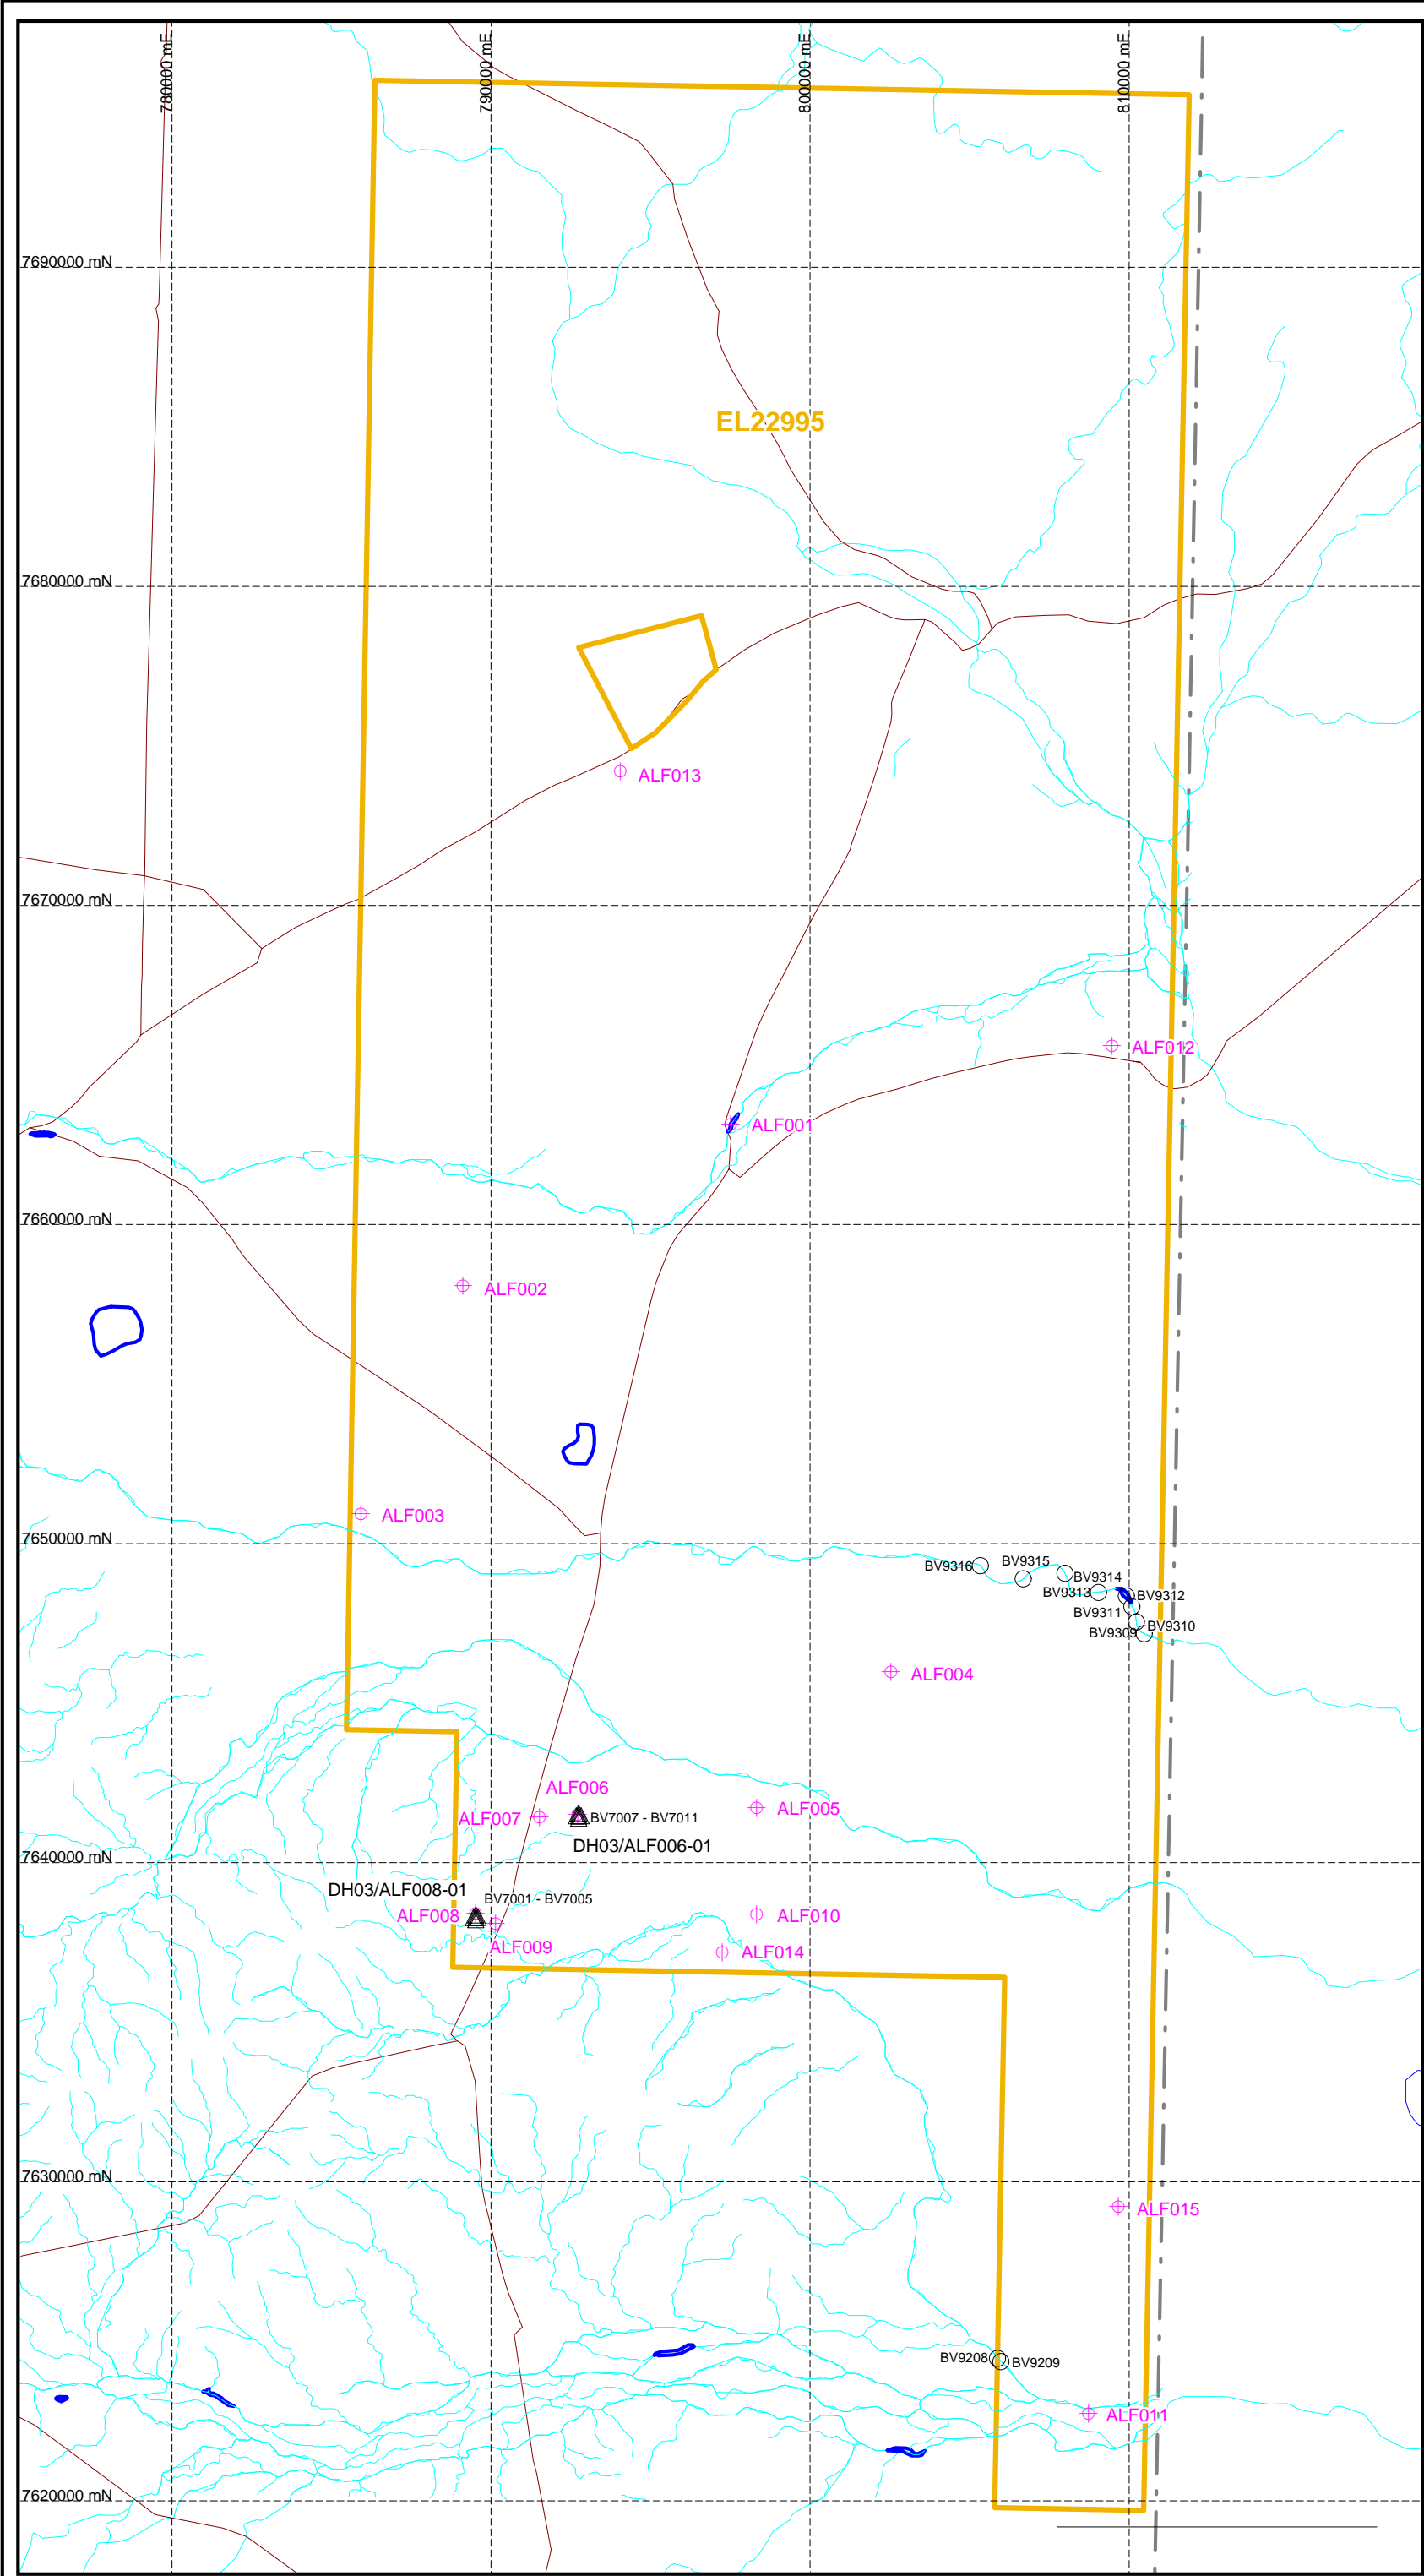 780000 mE
790000 mE
800000 mE
810000 mE
7690000 mN
EL22995
7680000 mN
ALF013
7670000 mN
ALF012
ALF001
7660000 mN
ALF002
ALF003
7650000 mN
BV9316
BV9315
BV9314
BV9313
BV9312
BV9311
BV9310
BV9309
ALF004
ALF006
ALF007
BV7007 - BV7011
ALF005
DH03/ALF006-01
7640000 mN
DH03/ALF008-01
BV7001 - BV7005
ALF008
ALF010
ALF009
ALF014
7630000 mN
ALF015
BV9208
BV9209
ALF011
7620000 mN